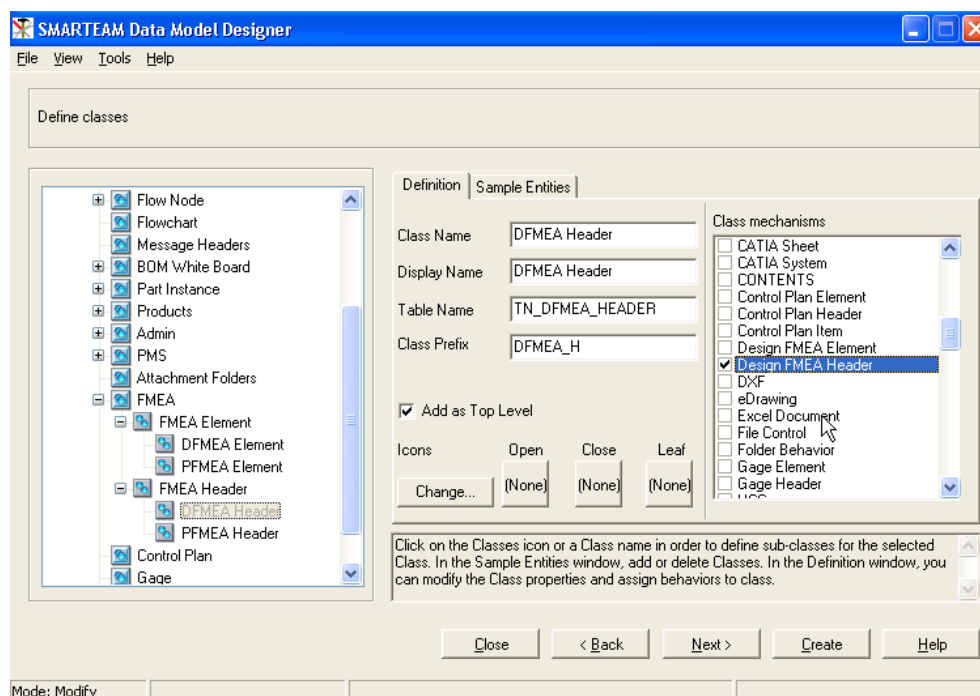 SMARTEAM Data Model Designer
File View Tools Help
Define classes
Flow Node
Flowchart
Message Headers
BOM White Board
Part Instance
Products
Admin
PMS
Attachment Folders
FMEA
FMEA Element
DFMEA Element
PFMEA Element
FMEA Header
DFMEA Header
PFMEA Header
Control Plan
Gage
Definition
Sample Entities
Class Name
DFMEA Header
Display Name
DFMEA Header
Table Name
TN_DFMEA_HEADER
Class Prefix
DFMEA_H
Add as Top Level
Icons
Open
Close
Leaf
Change...
(None)
(None)
(None)
Class mechanisms
CATIA Sheet
CATIA System
CONTENTS
Control Plan Element
Control Plan Header
Control Plan Item
Design FMEA Element
Design FMEA Header
DXF
eDrawing
Excel Document
File Control
Folder Behavior
Gage Element
Gage Header
Click on the Classes icon or a Class name in order to define sub-classes for the selected
Class. In the Sample Entities window, add or delete Classes. In the Definition window, you
can modify the Class properties and assign behaviors to class.
Close
< Back
Next >
Create
Help
Mode: Modify